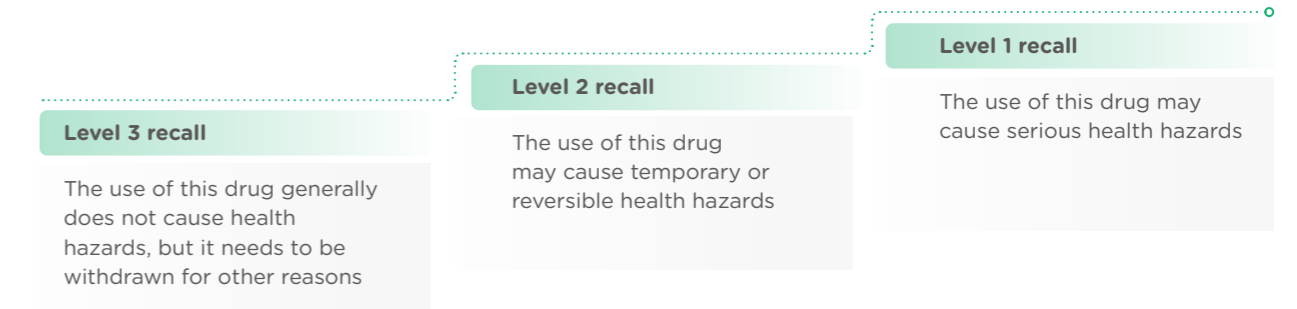 Level 3 recall
The use of this drug generally
does not cause health
hazards, but it needs to be
withdrawn for other reasons
Level 2 recall
The use of this drug
may cause temporary or
reversible health hazards
Level 1 recall
The use of this drug may
cause serious health hazards